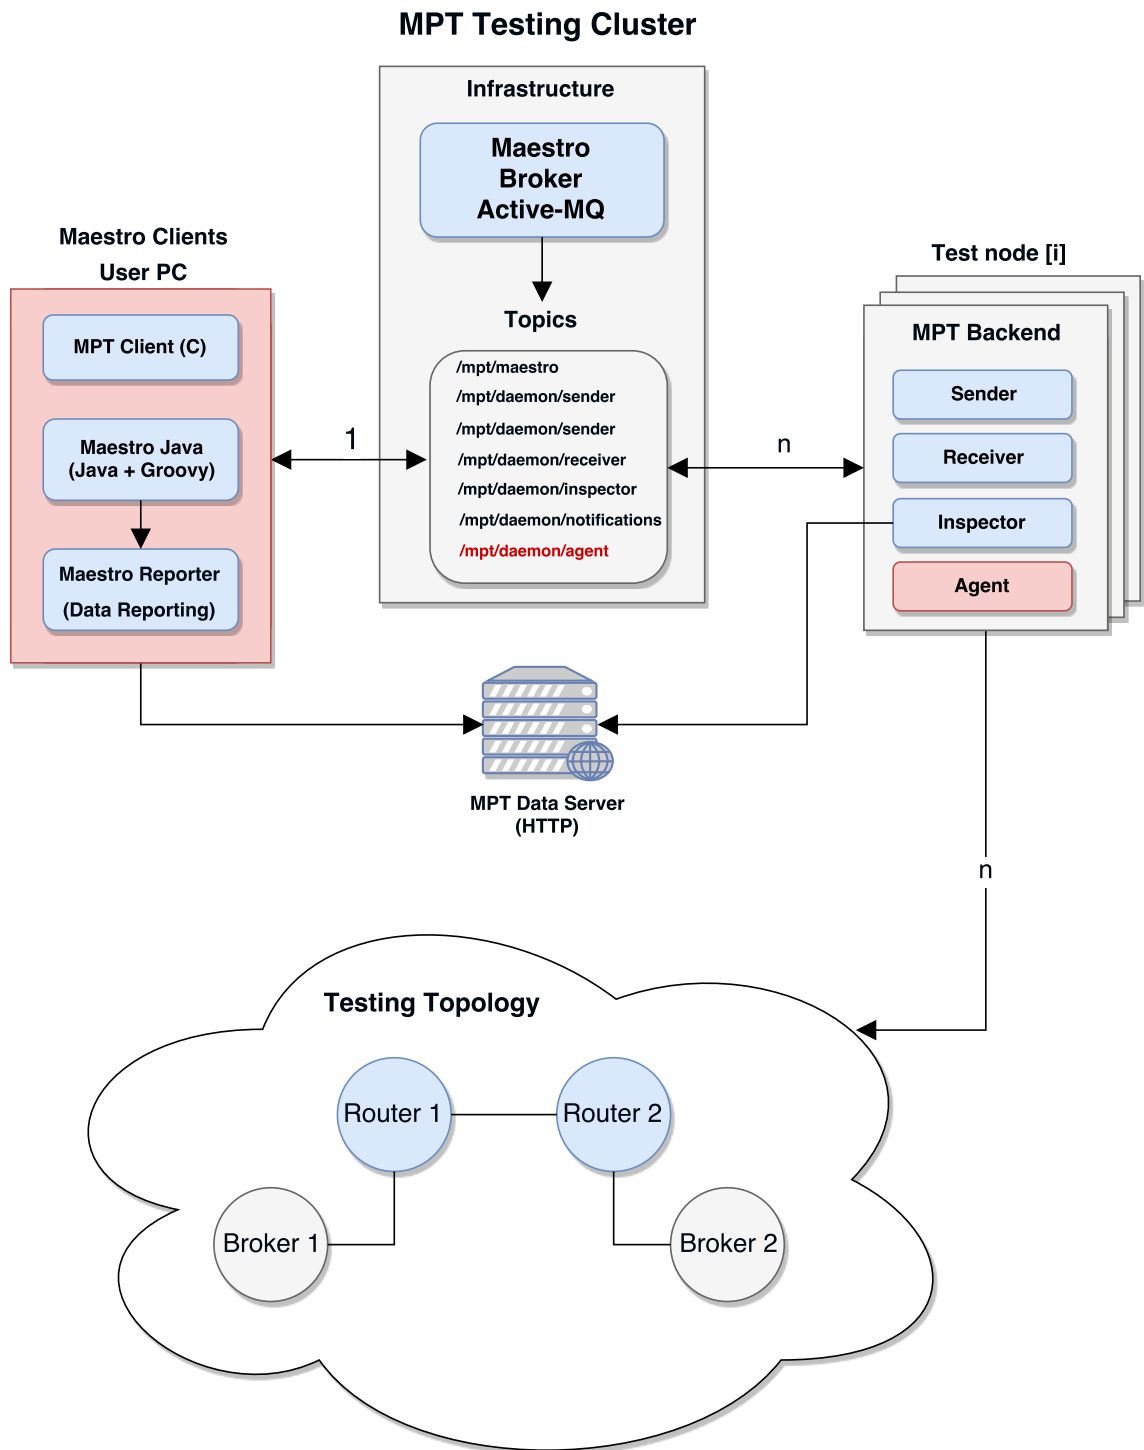 MPT Testing Cluster
Infrastructure
Maestro
Broker
Active-MQ
Topics
/mpt/maestro
/mpt/daemon/sender
/mpt/daemon/sender
/mpt/daemon/receiver
/mpt/daemon/inspector
/mpt/daemon/notifications
/mpt/daemon/agent
Maestro Clients
User PC
MPT Client (C)
Maestro Java
(Java + Groovy)
Maestro Reporter
(Data Reporting)
1
n
Test node [i]
MPT Backend
Sender
Receiver
Inspector
Agent
MPT Data Server
(HTTP)
n
Testing Topology
Router 1
Router 2
Broker 1
Broker 2